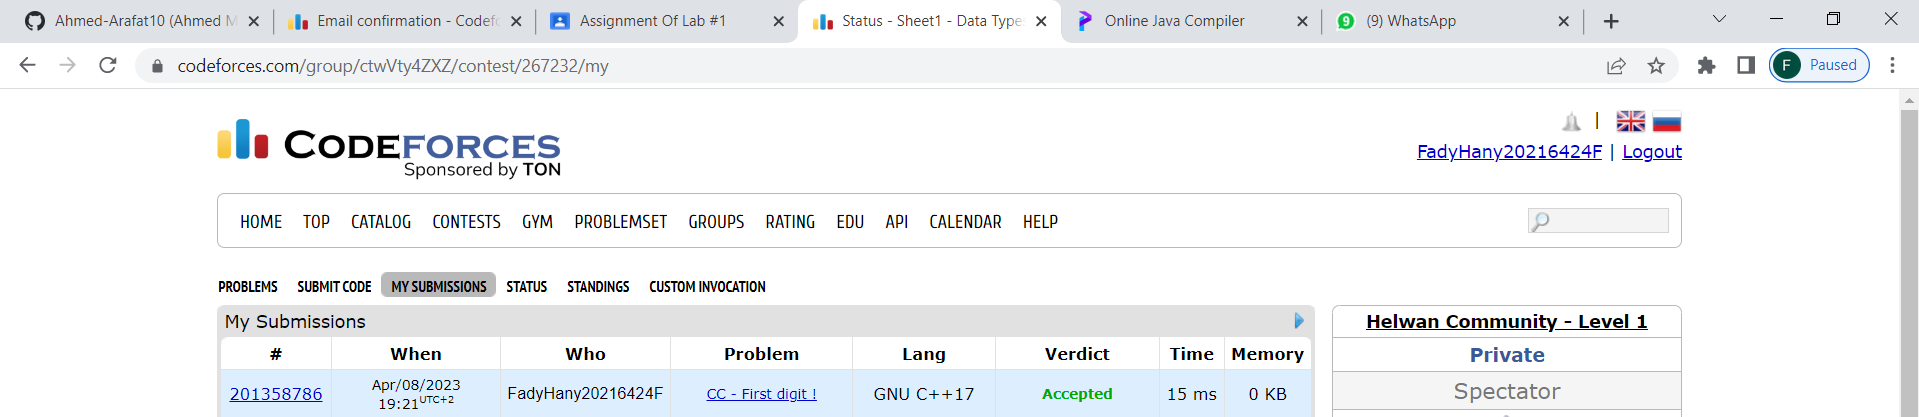 Ahmed-Arafat10 (Ahmed M
Email confirmation - Codefo
Assignment Of Lab #1
Status - Sheet1 - Data Type
Online Java Compiler
(9) WhatsApp
codeforces.com/group/ctwVty4ZXZ/contest/267232/my
F Paused
CODEFORCES
Sponsored by TON
FadyHany20216424F | Logout
HOME TOP CATALOG CONTESTS GYM PROBLEMSET GROUPS RATING EDU API CALENDAR HELP
PROBLEMS SUBMIT CODE MY SUBMISSIONS STATUS STANDINGS CUSTOM INVOCATION
My Submissions
# When Who Problem Lang Verdict Time Memory
201358786 Apr/08/2023 19:21 UTC+2 FadyHany20216424F CC - First digit ! GNU C++17 Accepted 15 ms 0 KB
Helwan Community - Level 1
Private
Spectator